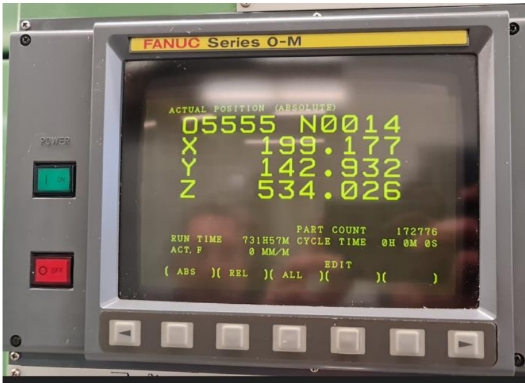 FANUC Series 0-M
ACTUAL POSITION (ABSOLUTE)
O5555 N0014
X 199.177
Y 142.932
Z 534.026
PART COUNT 172776
RUN TIME 731H57M CYCLE TIME 0H 0M 0S
ACT. F 0 MM/M
EDIT
( ABS )( REL )( ALL )( )( )
POWER
OFF